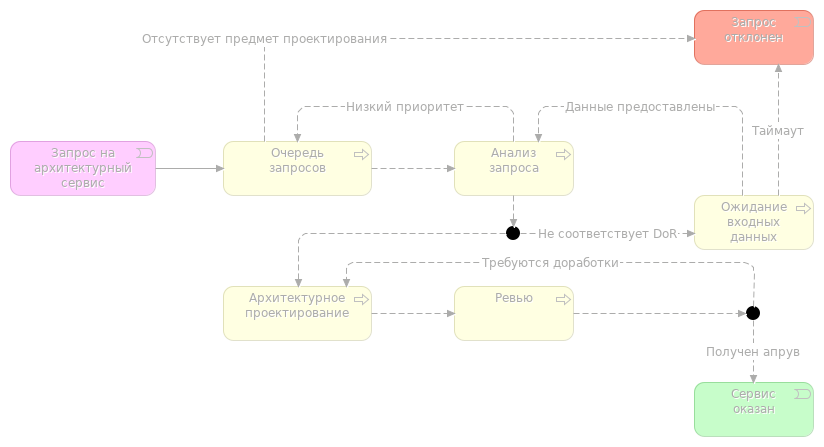 Запрос
отклонен
Отсутствует предмет проектирования
Низкий приоритет
Данные предоставлены
Таймаут
Запрос на
архитектурный
сервис
Очередь
запросов
Анализ
запроса
Ожидание
входных
данных
Не соответствует DoR
Требуются доработки
Архитектурное
проектирование
Ревью
Получен апрув
Сервис
оказан